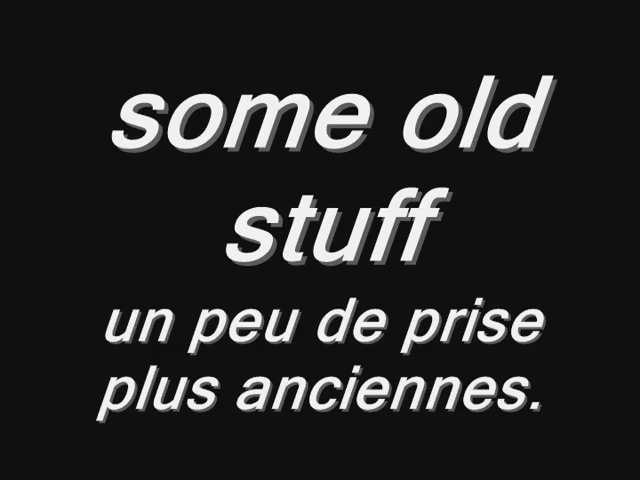 some old
stuff
un peu de prise
plus anciennes.